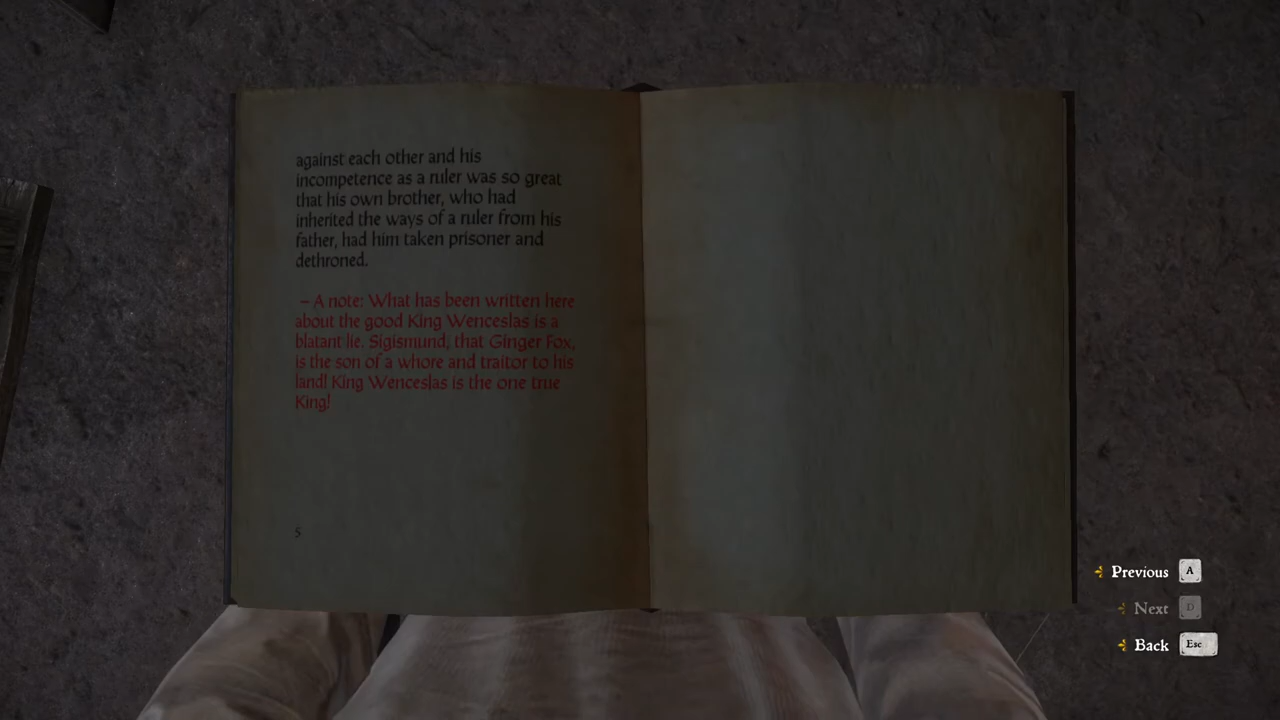 against each other and his
incompetence as a ruler was so great
that his own brother, who had
inherited the ways of a ruler from his
father, had him taken prisoner and
dethroned.
– A note: What has been written here
about the good King Wenceslas is a
blatant lie. Sigismund, that Ginger Fox,
is the son of a whore and traitor to his
land! King Wenceslas is the one true
King!
5
Previous A
Next D
Back Esc